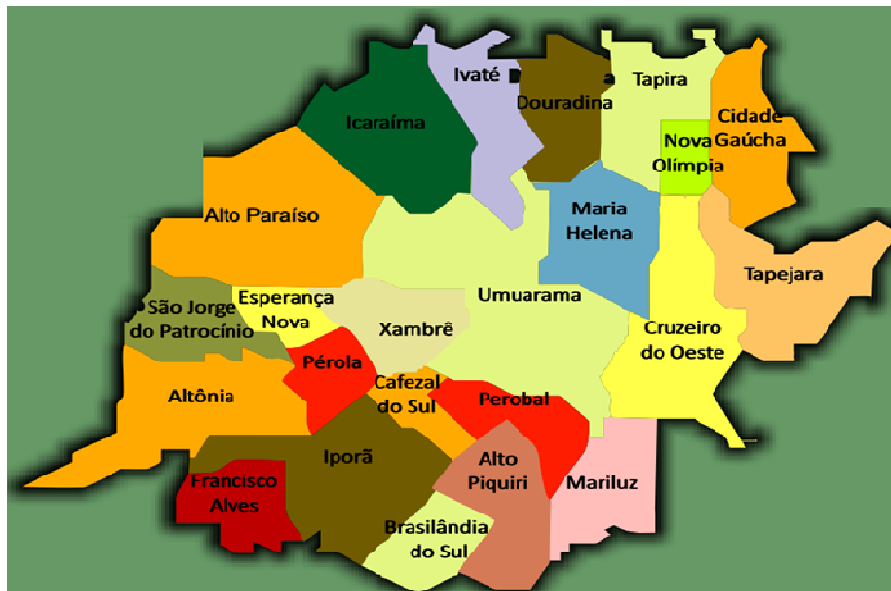 Ivaté
Douradina
Tapira
Cidade
Gaúcha
Icaraíma
Nova
Olímpia
Maria
Helena
Alto Paraíso
Tapejara
São Jorge
do Patrocínio
Esperança
Nova
Umuarama
Xambrê
Cruzeiro
do Oeste
Pérola
Altônia
Cafezal
do Sul
Perobal
Iporã
Alto
Piquiri
Mariluz
Francisco
Alves
Brasilândia
do Sul